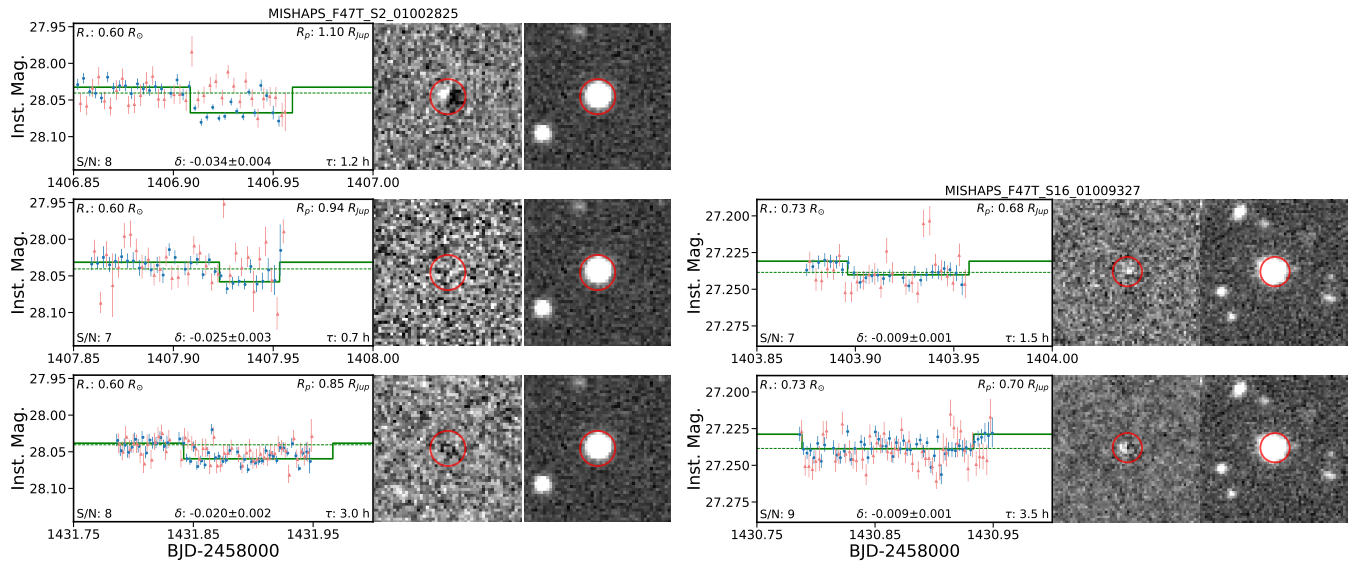 MISHAPS_F47T_S2_01002825
R⋆: 0.60 R⊙ Rp: 1.10 RJup
27.95
28.00
28.05
28.10
Inst. Mag.
S/N: 8 δ: -0.034±0.004 τ: 1.2 h
1406.85 1406.90 1406.95 1407.00
R⋆: 0.60 R⊙ Rp: 0.94 RJup
27.95
28.00
28.05
28.10
Inst. Mag.
S/N: 7 δ: -0.025±0.003 τ: 0.7 h
1407.85 1407.90 1407.95 1408.00
R⋆: 0.60 R⊙ Rp: 0.85 RJup
27.95
28.00
28.05
28.10
Inst. Mag.
S/N: 8 δ: -0.020±0.002 τ: 3.0 h
1431.75 1431.85 1431.95
BJD-2458000
MISHAPS_F47T_S16_01009327
R⋆: 0.73 R⊙ Rp: 0.68 RJup
27.200
27.225
27.250
27.275
Inst. Mag.
S/N: 7 δ: -0.009±0.001 τ: 1.5 h
1403.85 1403.90 1403.95 1404.00
R⋆: 0.73 R⊙ Rp: 0.70 RJup
27.200
27.225
27.250
27.275
Inst. Mag.
S/N: 9 δ: -0.009±0.001 τ: 3.5 h
1430.75 1430.85 1430.95
BJD-2458000